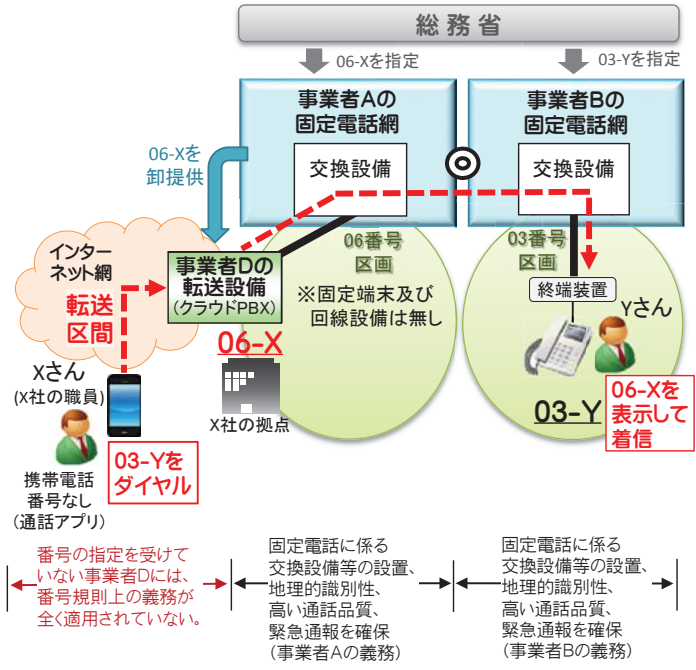 総務省
06-Xを指定
03-Yを指定
事業者Aの
固定電話網
交換設備
事業者Bの
固定電話網
交換設備
06-Xを
卸提供
インター
ネット網
転送
区間
事業者Dの
転送設備
(クラウドPBX)
06番号
区画
※固定端末及び
回線設備は無し
03番号
区画
終端装置
Yさん
06-X
X社の拠点
03-Y
06-Xを
表示して
着信
Xさん
(X社の職員)
携帯電話
番号なし
(通話アプリ)
03-Yを
ダイヤル
番号の指定を受けて
いない事業者Dには、
番号規則上の義務が
全く適用されていない。
固定電話に係る
交換設備等の設置、
地理的識別性、
高い通話品質、
緊急通報を確保
(事業者Aの義務)
固定電話に係る
交換設備等の設置、
地理的識別性、
高い通話品質、
緊急通報を確保
(事業者Bの義務)